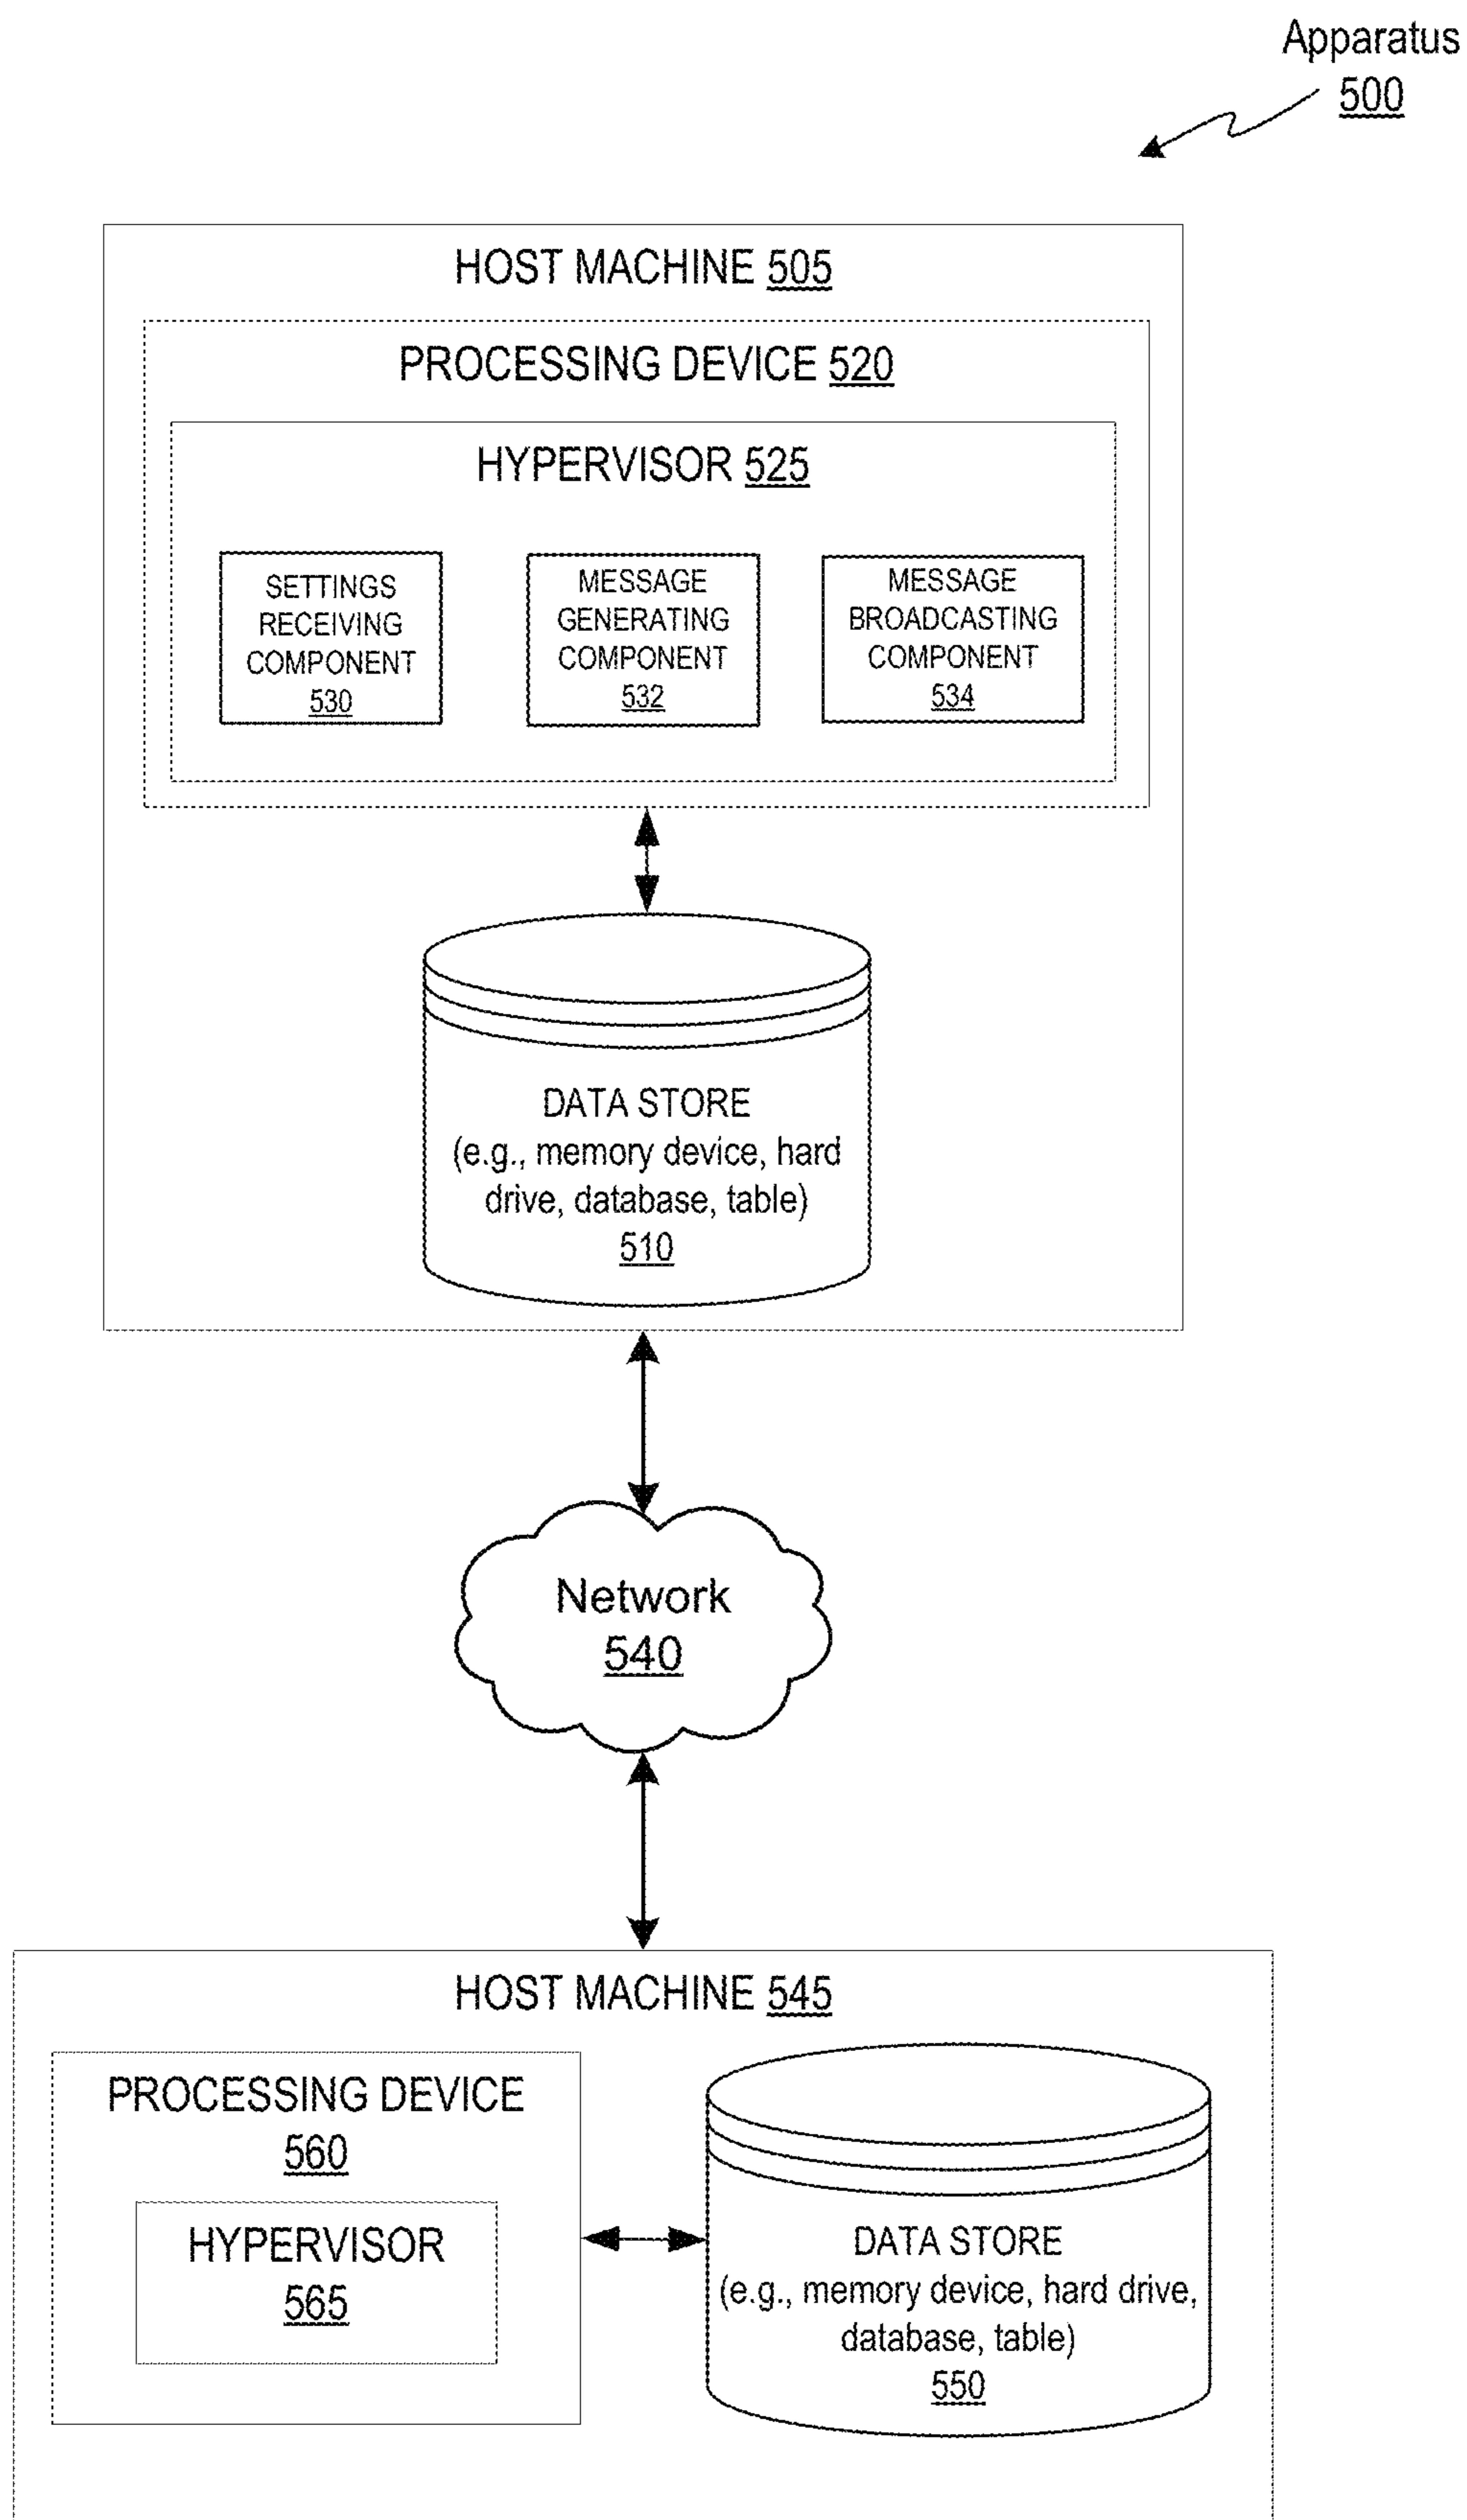 Apparatus
500
HOST MACHINE 505
PROCESSING DEVICE 520
HYPERVISOR 525
SETTINGS
RECEIVING
COMPONENT
530
MESSAGE
GENERATING
COMPONENT
532
MESSAGE
BROADCASTING
COMPONENT
534
DATA STORE
(e.g., memory device, hard
drive, database, table)
510
Network
540
HOST MACHINE 545
PROCESSING DEVICE
560
HYPERVISOR
565
DATA STORE
(e.g., memory device, hard drive,
database, table)
550